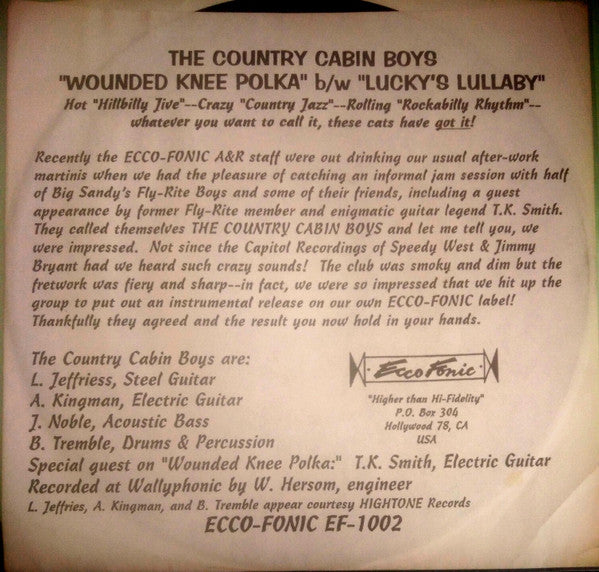 THE COUNTRY CABIN BOYS
"WOUNDED KNEE POLKA" b/w "LUCKY'S LULLABY"
Hot "Hillbilly Jive"--Crazy "Country Jazz"--Rolling "Rockabilly Rhythm"--
whatever you want to call it, these cats have got it!
Recently the ECCO-FONIC A&R staff were out drinking our usual after-work
martinis when we had the pleasure of catching an informal jam session with half
of Big Sandy's Fly-Rite Boys and some of their friends, including a guest
appearance by former Fly-Rite member and enigmatic guitar legend T.K. Smith.
They called themselves THE COUNTRY CABIN BOYS and let me tell you, we
were impressed. Not since the Capitol Recordings of Speedy West & Jimmy
Bryant had we heard such crazy sounds! The club was smoky and dim but the
fretwork was fiery and sharp--in fact, we were so impressed that we hit up the
group to put out an instrumental release on our own ECCO-FONIC label!
Thankfully they agreed and the result you now hold in your hands.
The Country Cabin Boys are:
L. Jeffriess, Steel Guitar
A. Kingman, Electric Guitar
J. Noble, Acoustic Bass
B. Tremble, Drums & Percussion
Special guest on "Wounded Knee Polka:" T.K. Smith, Electric Guitar
Recorded at Wallyphonic by W. Hersom, engineer
L. Jeffries, A. Kingman, and B. Tremble appear courtesy HIGHTONE Records
Ecco Fonic
"Higher than Hi-Fidelity"
P.O. Box 304
Hollywood 78, CA
USA
ECCO-FONIC EF-1002